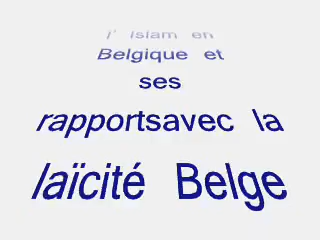 l' islam en
Belgique et
ses
rapportsavec la
laïcité Belge